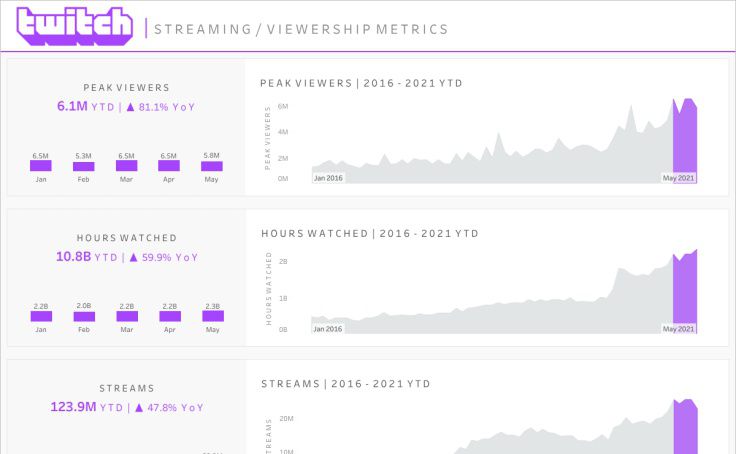 twitch | STREAMING / VIEWERSHIP METRICS
PEAK VIEWERS
6.1M YTD | ▲ 81.1% YoY
6.5M 5.3M 6.5M 6.5M 5.8M
Jan Feb Mar Apr May
PEAK VIEWERS | 2016 - 2021 YTD
PEAK VIEWERS
6M
4M
2M
0M
Jan 2016 May 2021
HOURS WATCHED
10.8B YTD | ▲ 59.9% YoY
2.2B 2.0B 2.2B 2.2B 2.3B
Jan Feb Mar Apr May
HOURS WATCHED | 2016 - 2021 YTD
HOURS WATCHED
2B
1B
0B
Jan 2016 May 2021
STREAMS
123.9M YTD | ▲ 47.8% YoY
STREAMS | 2016 - 2021 YTD
STREAMS
20M
10M